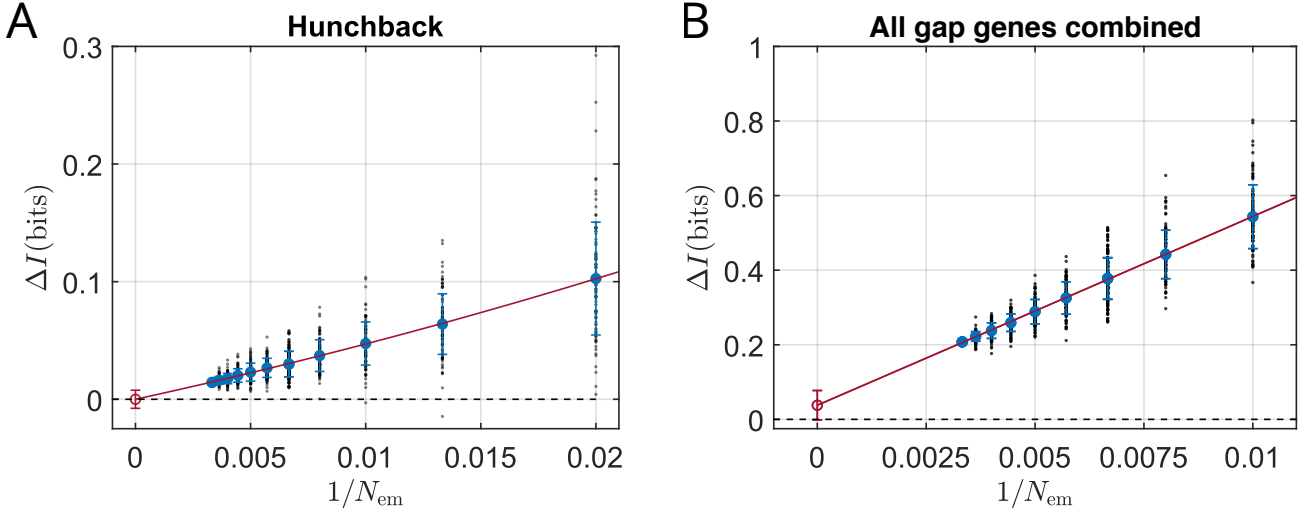 A
Hunchback
0.3
0.2
0.1
0
ΔI(bits)
0
0.005
0.01
0.015
0.02
1/N_em
B
All gap genes combined
1
0.8
0.6
0.4
0.2
0
ΔI(bits)
0
0.0025
0.005
0.0075
0.01
1/N_em